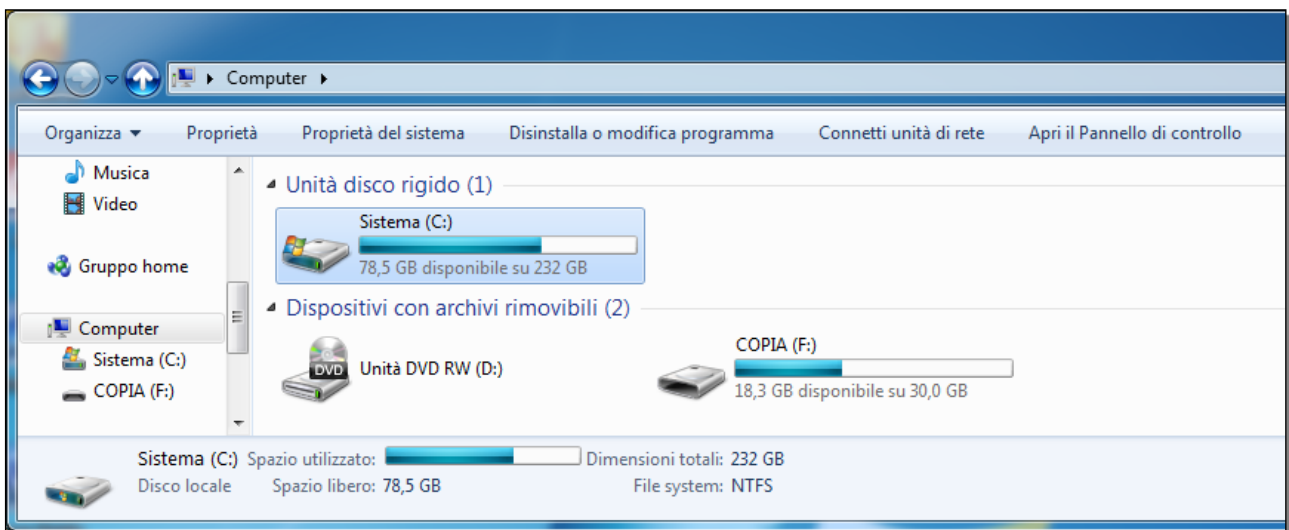 Computer
Organizza Proprietà Proprietà del sistema Disinstalla o modifica programma Connetti unità di rete Apri il Pannello di controllo
Musica
Video
Gruppo home
Computer
Sistema (C:)
COPIA (F:)
Unità disco rigido (1)
Sistema (C:)
78,5 GB disponibile su 232 GB
Dispositivi con archivi rimovibili (2)
DVD
Unità DVD RW (D:)
COPIA (F:)
18,3 GB disponibile su 30,0 GB
Sistema (C:) Spazio utilizzato: Dimensioni totali: 232 GB
Disco locale Spazio libero: 78,5 GB File system: NTFS